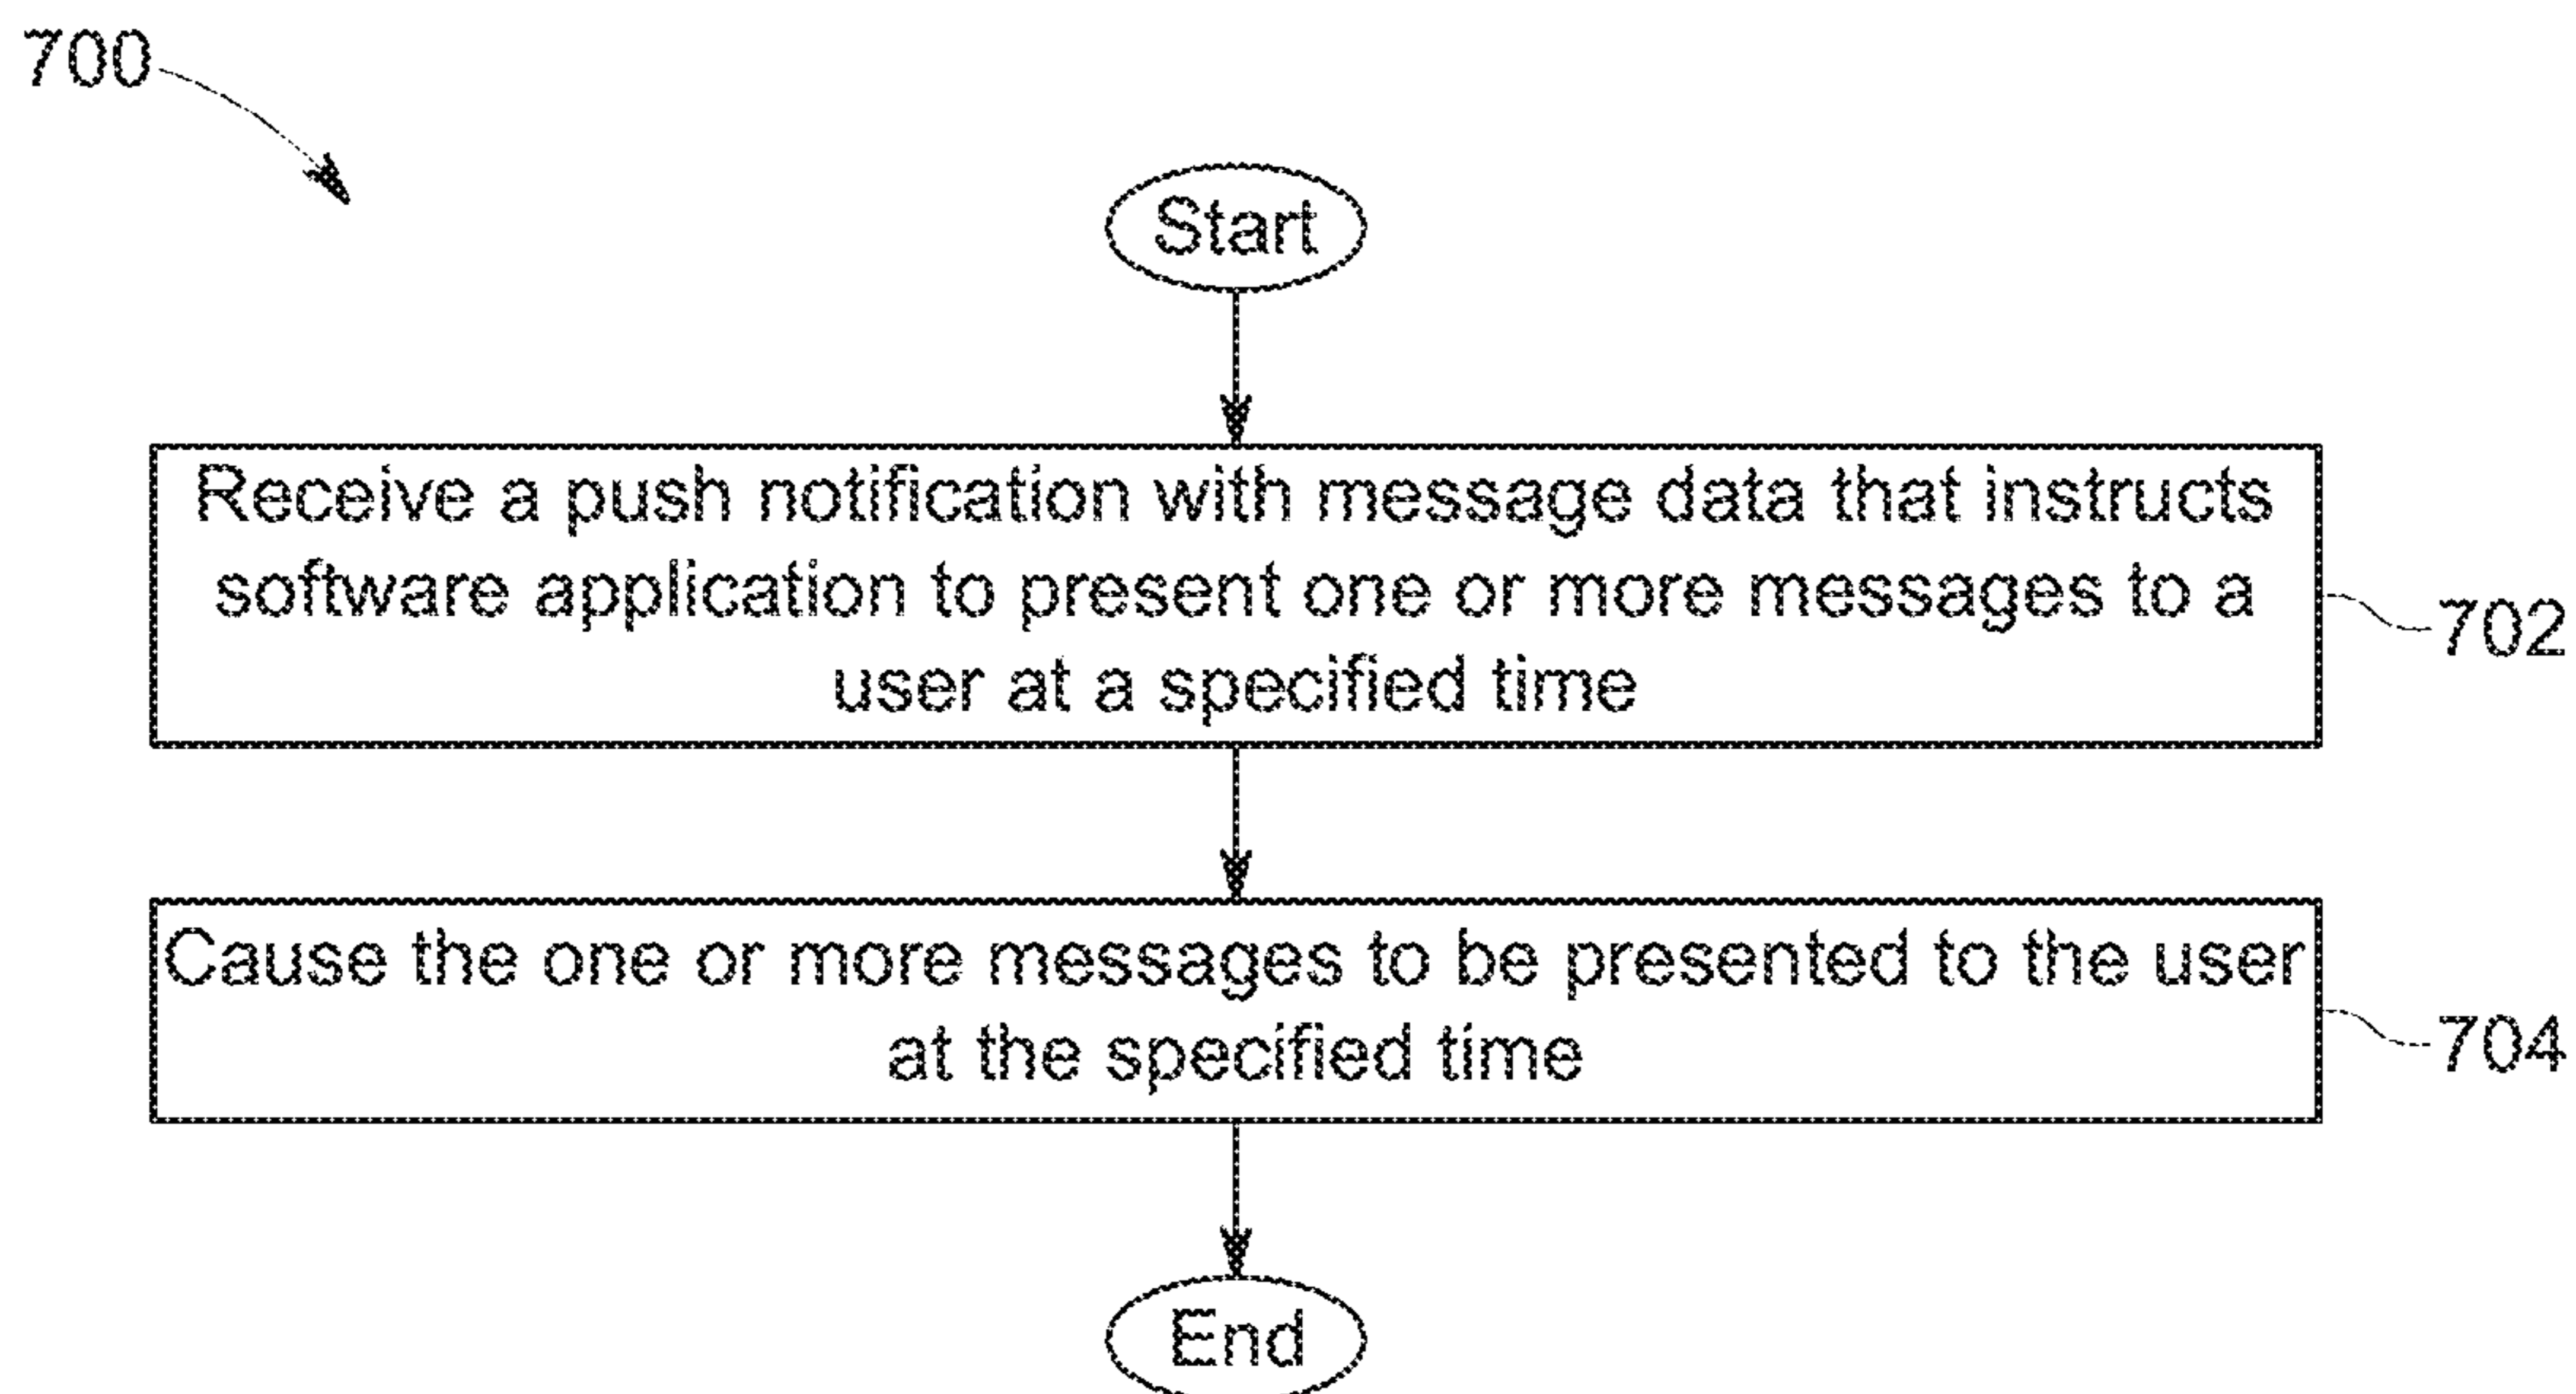 700
Start
Receive a push notification with message data that instructs
software application to present one or more messages to a
user at a specified time
702
Cause the one or more messages to be presented to the user
at the specified time
704
End